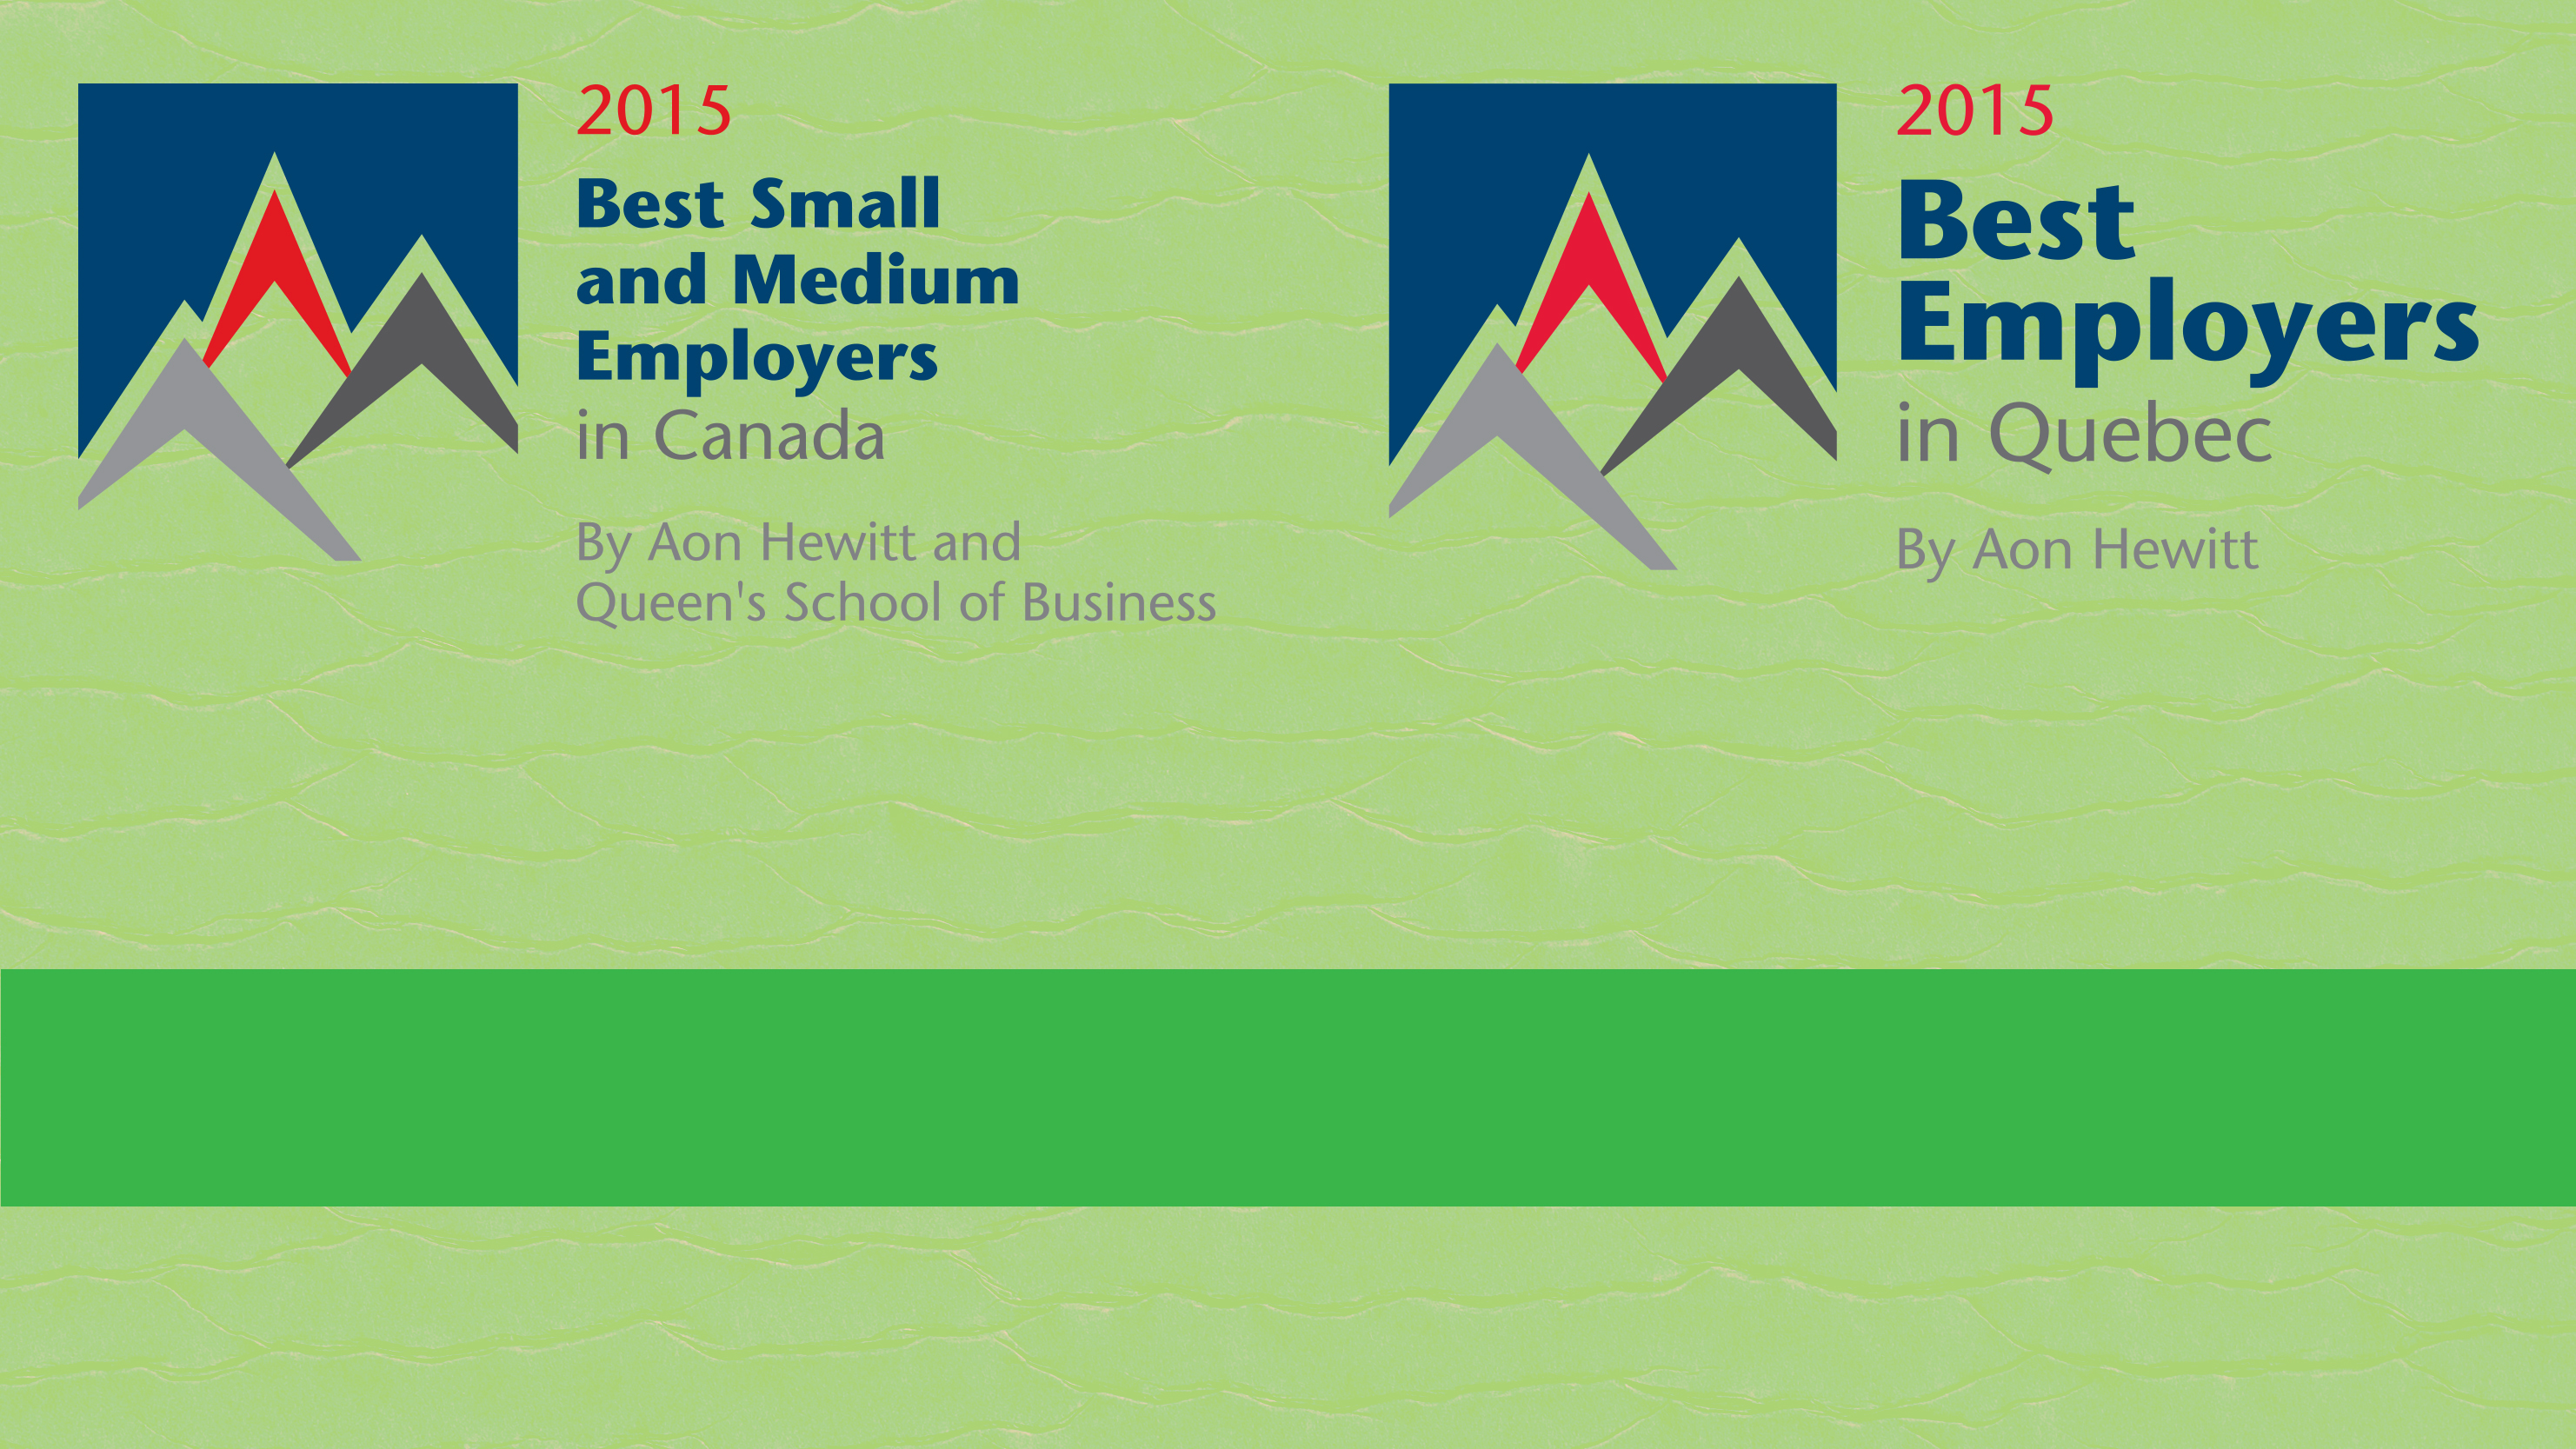 2015
Best Small
and Medium
Employers
in Canada
By Aon Hewitt and
Queen's School of Business
2015
Best
Employers
in Quebec
By Aon Hewitt